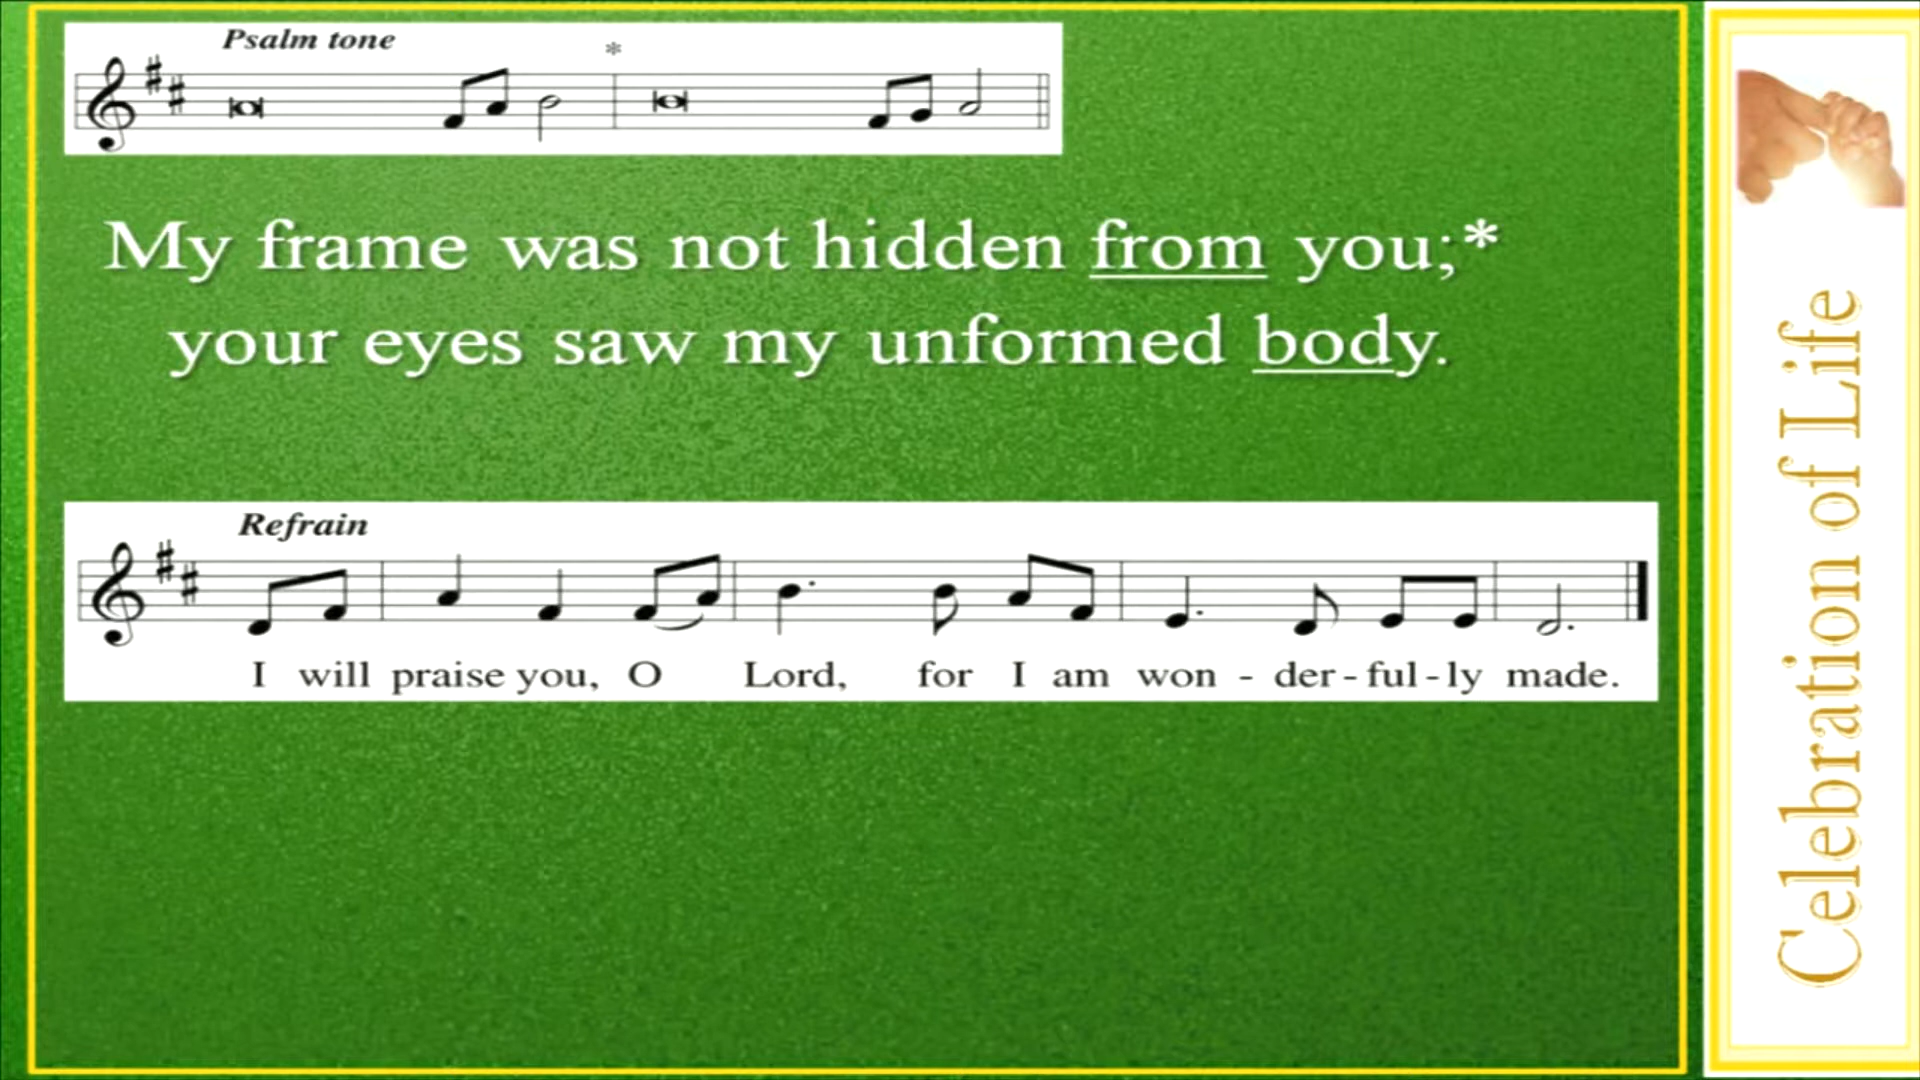 Psalm tone
*
My frame was not hidden from you;*
your eyes saw my unformed body.
Refrain
I will praise you, O Lord, for I am won - der - ful - ly made.
Celebration of Life